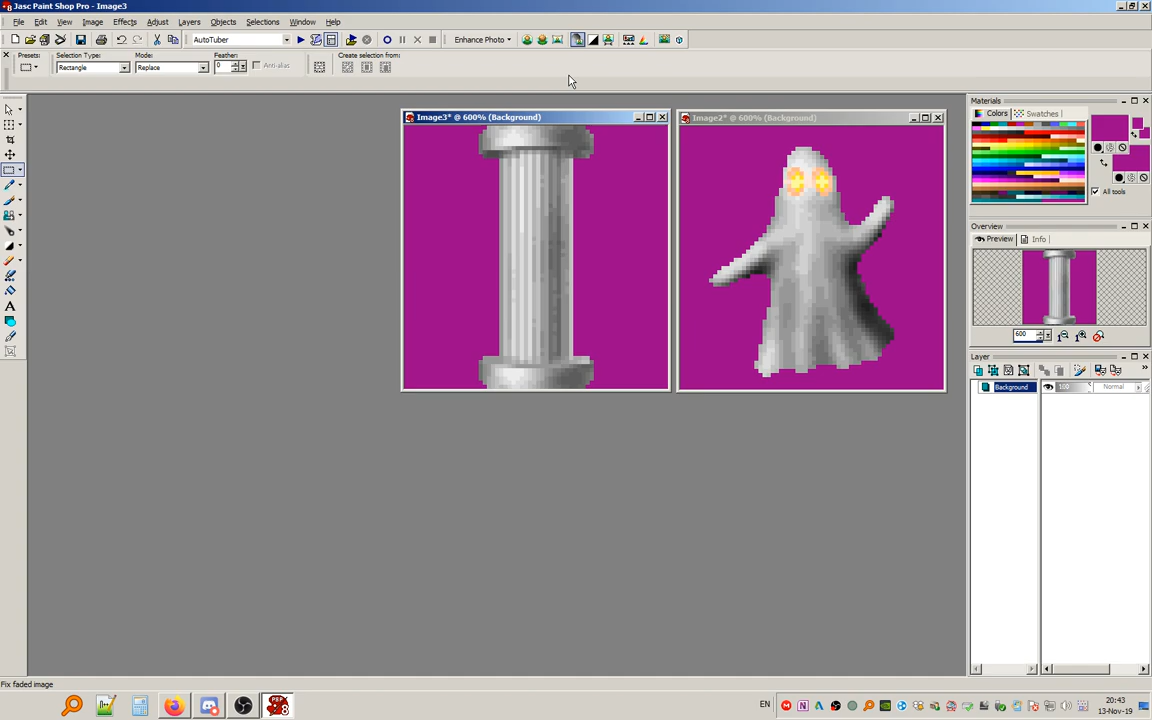 Jasc Paint Shop Pro - Image3
File Edit View Image Effects Adjust Layers Objects Selections Window Help
AutoTuber
Enhance Photo
Presets: Selection Type: Mode: Feather: Create selection from:
Rectangle Replace 0 Anti-alias
Image3* @ 600% (Background)
Image2* @ 600% (Background)
Materials
Colors Swatches
All tools
Overview
Preview Info
600
Layer
Background 100 Normal
Fix faded image
EN 20:43
13-Nov-19